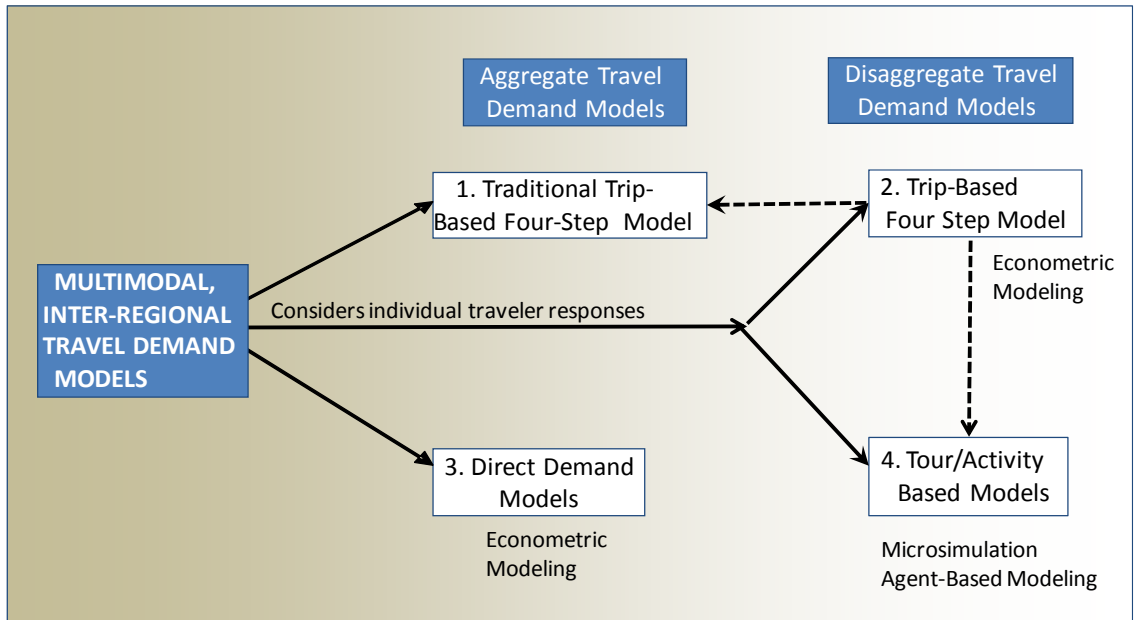 Aggregate Travel
Demand Models
Disaggregate Travel
Demand Models
1. Traditional Trip-
Based Four-Step Model
2. Trip-Based
Four Step Model
Econometric
Modeling
MULTIMODAL,
INTER-REGIONAL
TRAVEL DEMAND
MODELS
Considers individual traveler responses
3. Direct Demand
Models
Econometric
Modeling
4. Tour/Activity
Based Models
Microsimulation
Agent-Based Modeling